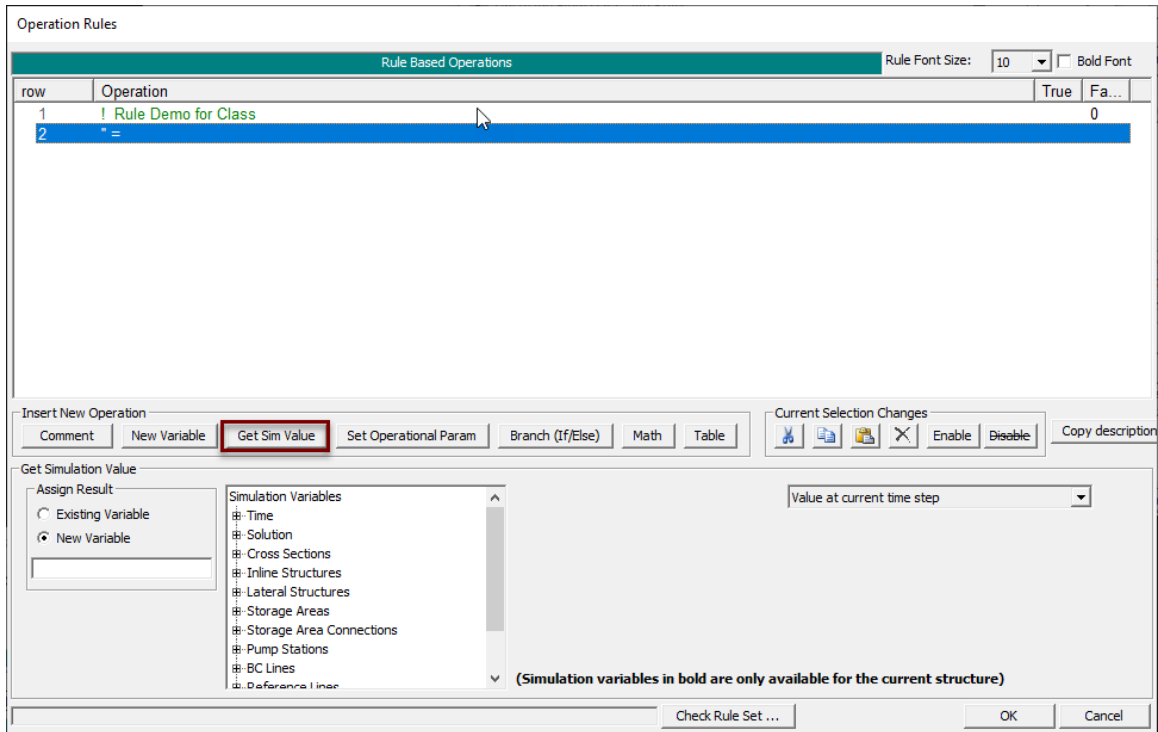 Operation Rules
Rule Based Operations Rule Font Size: 10 Bold Font
row Operation True Fa...
1 ! Rule Demo for Class 0
2 '' =
Insert New Operation Current Selection Changes
Comment New Variable Get Sim Value Set Operational Param Branch (If/Else) Math Table Enable Disable Copy description
Get Simulation Value
Assign Result
Existing Variable
New Variable
Simulation Variables
Time
Solution
Cross Sections
Inline Structures
Lateral Structures
Storage Areas
Storage Area Connections
Pump Stations
BC Lines
Reference Lines
Value at current time step
(Simulation variables in bold are only available for the current structure)
Check Rule Set ... OK Cancel